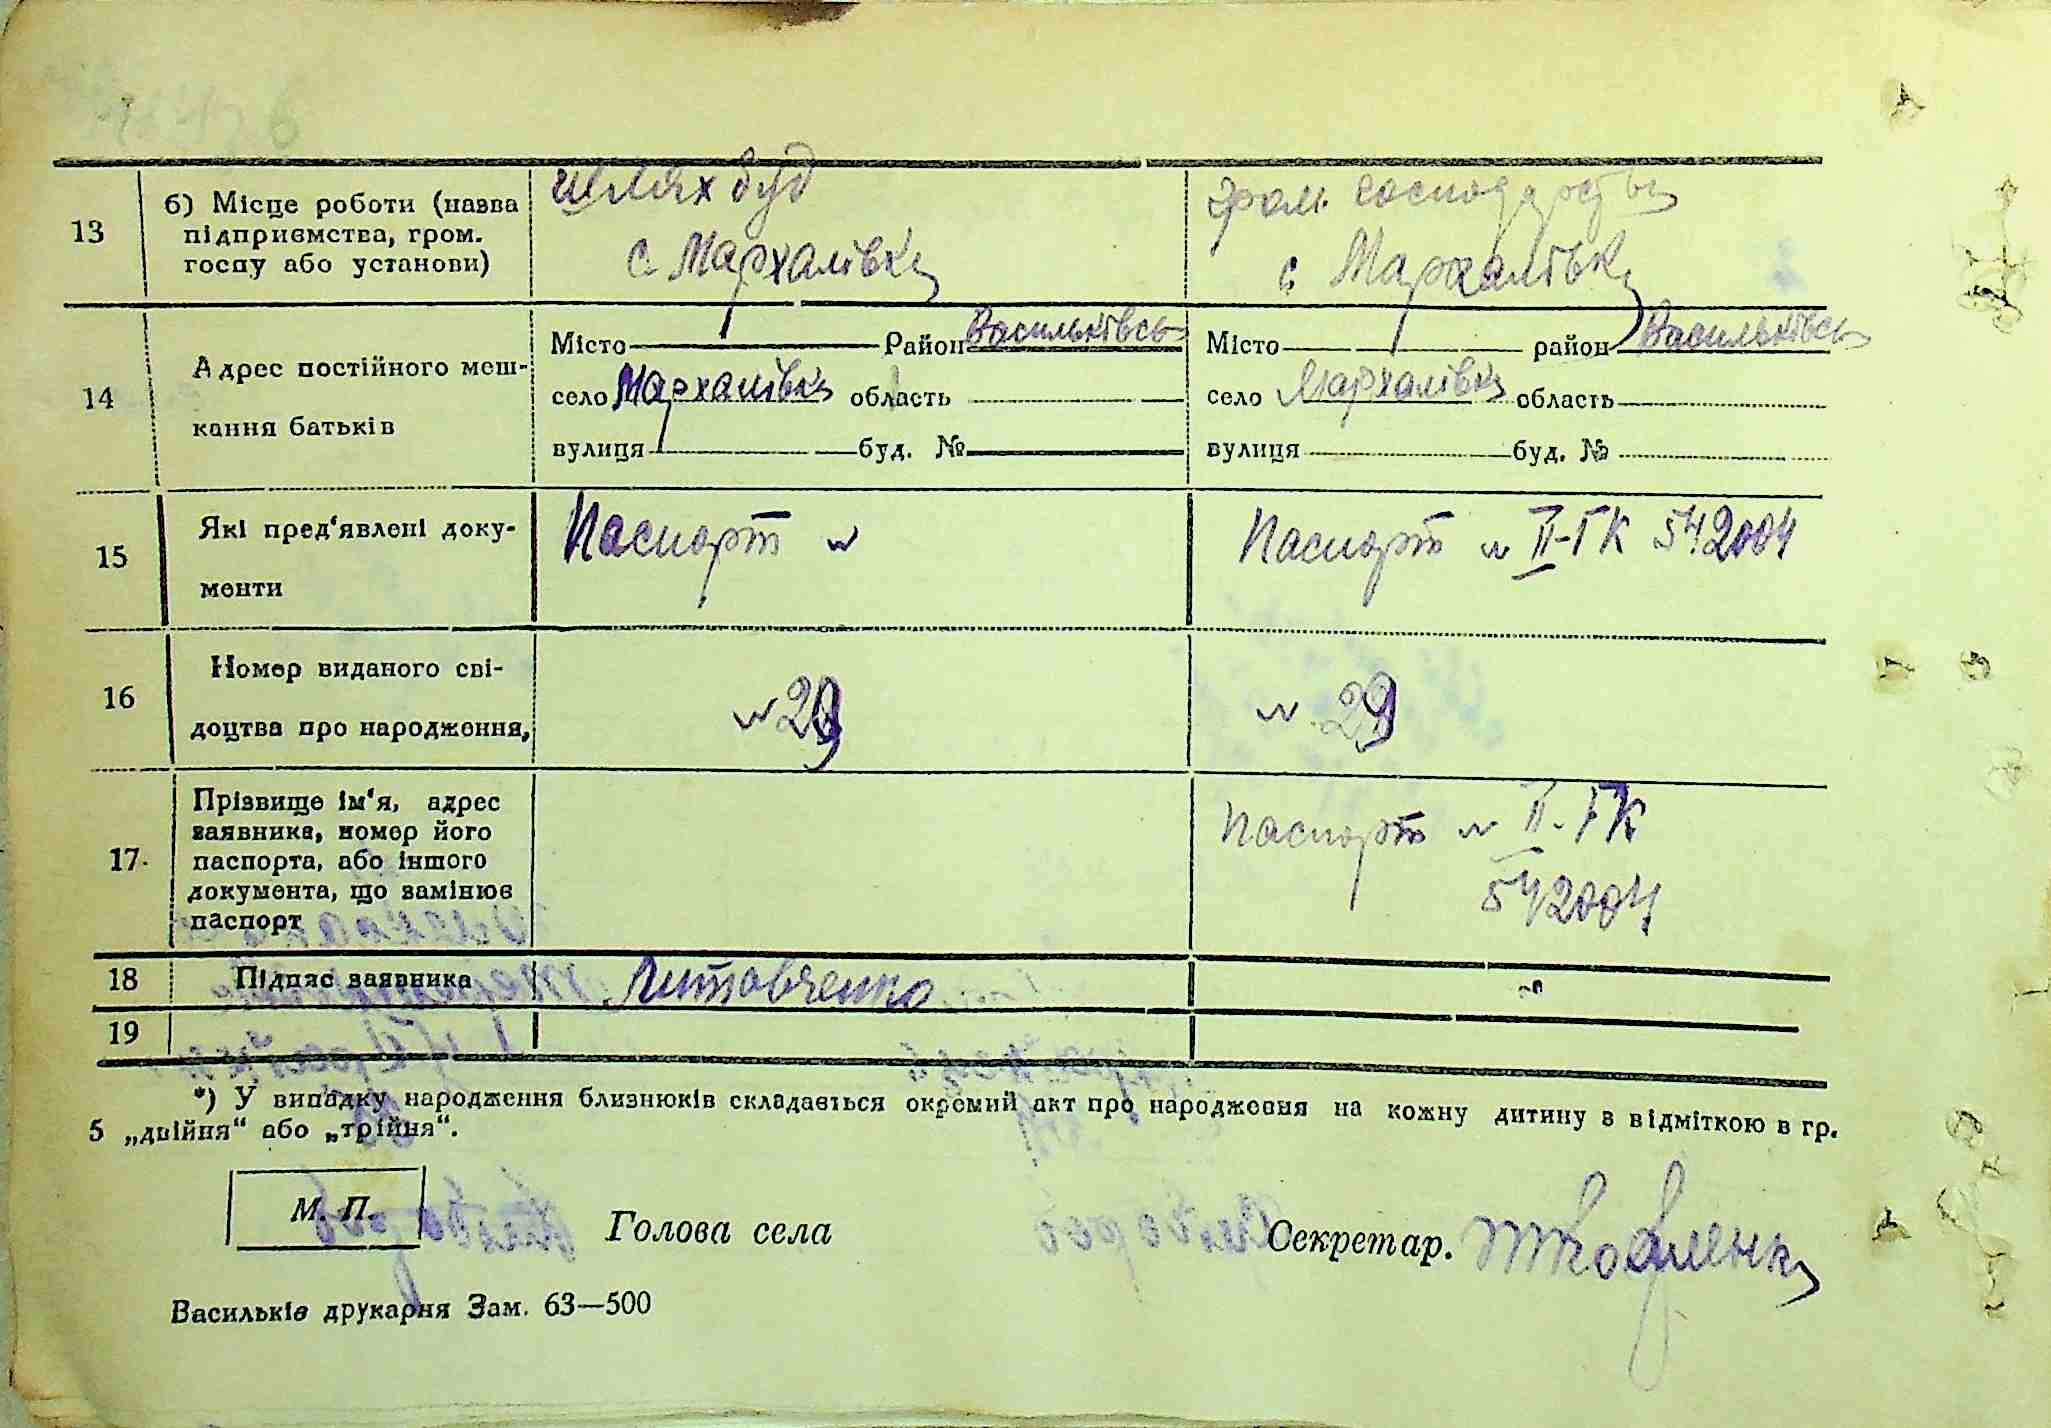 13
б) Місце роботи (назва
підприємства, гром.
госпу або установи)
шляхбуд
с Мархалівка
гром. господарство
с Мархалівка
14
Адрес постійного меш-
кання батьків
Місто Район Васильківсь
село Мархалівка область
вулиця буд. №
Місто район Васильківсь
село Мархалівка область
вулиця буд. №
15
Які пред'явлені доку-
менти
Паспорт №
Паспорт № II-ГК 542004
16
Номер виданого сві-
доцтва про народження,
№ 29
№ 29
17.
Прізвище ім'я, адрес
заявника, номер його
паспорта, або іншого
документа, що замінює
паспорт
Паспорт № II-ГК
542004
18
Підпис заявника
Литовченко
19
*) У випадку народження близнюків складається окремий акт про народження на кожну дитину з відміткою в гр.
5 „двійня“ або „трійня“.
М. П.
Голова села
Секретар.
Васильків друкарня Зам. 63—500